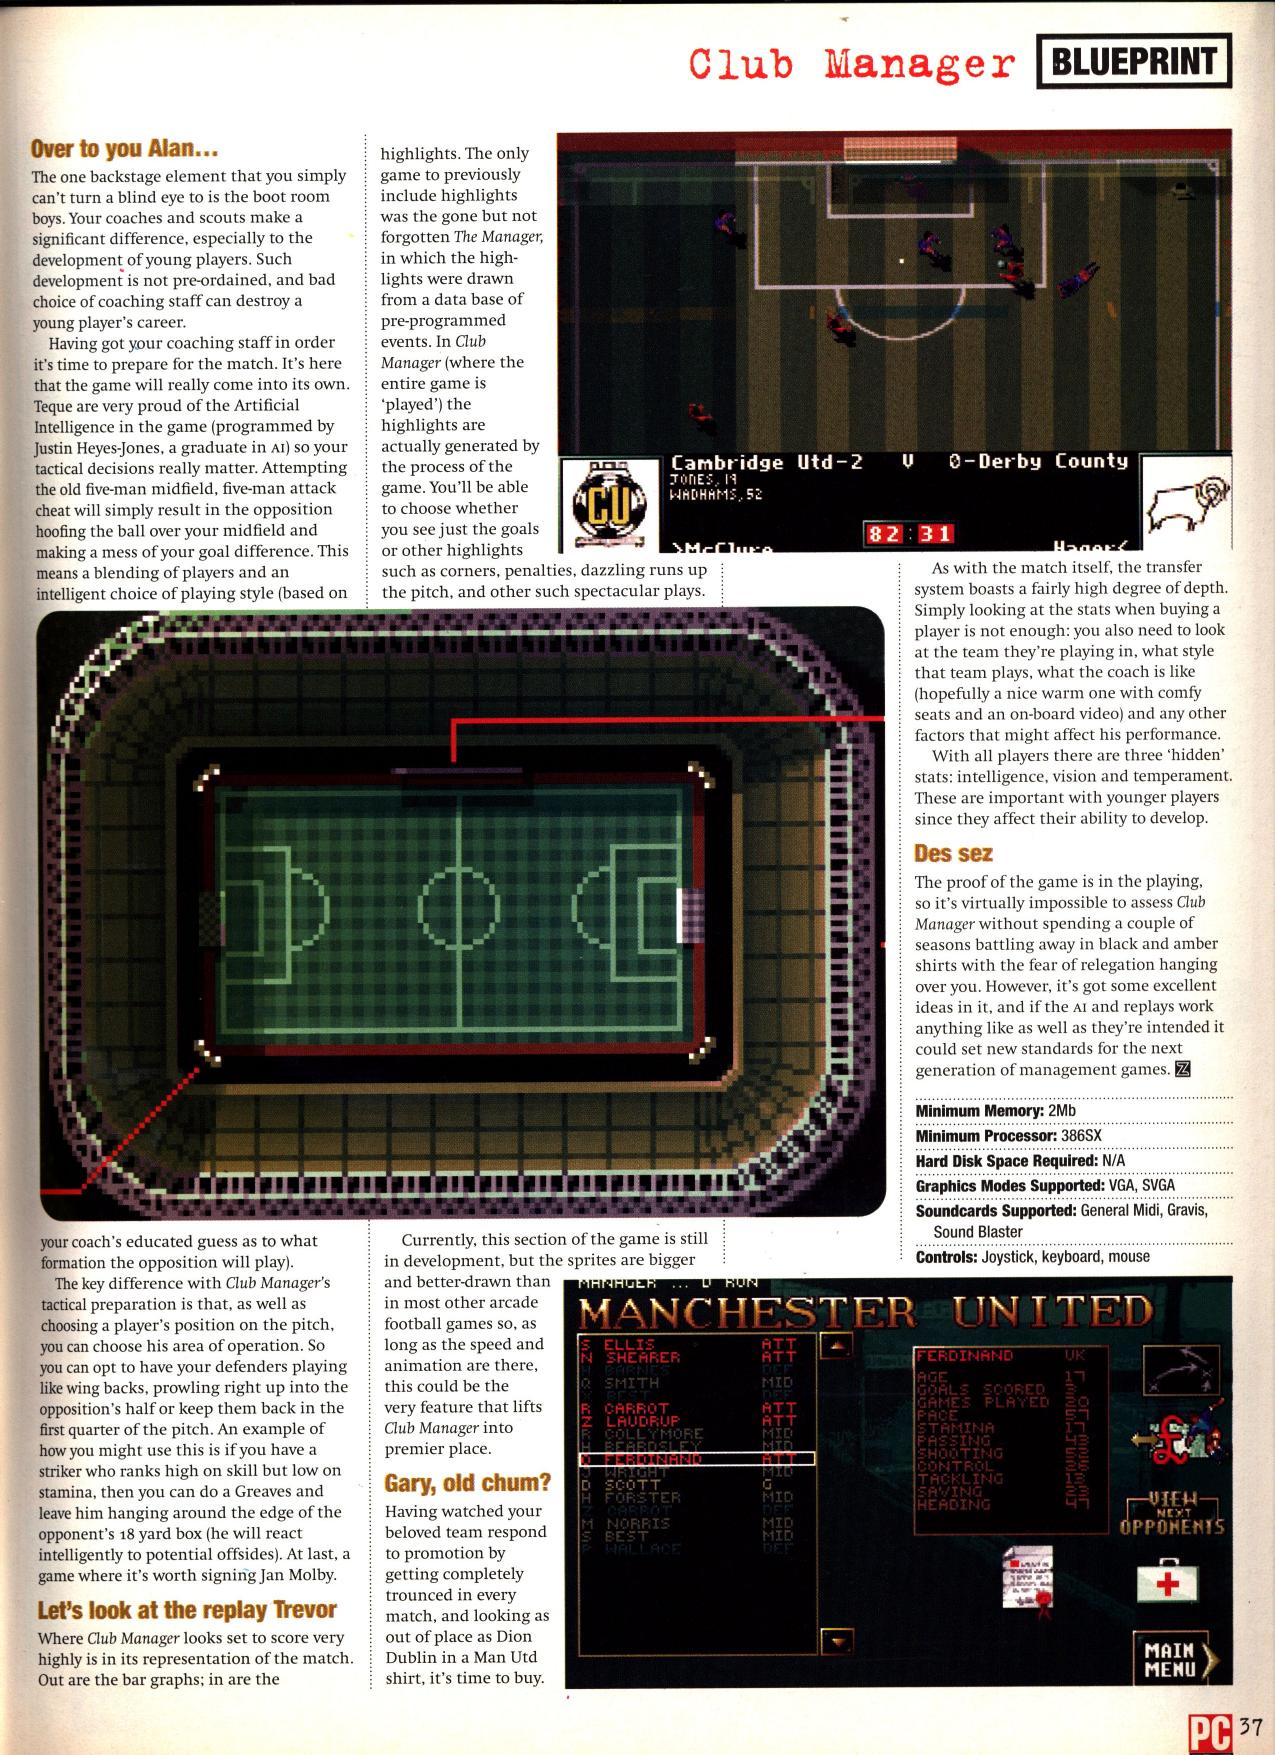 Club Manager BLUEPRINT
Over to you Alan...
The one backstage element that you simply
can't turn a blind eye to is the boot room
boys. Your coaches and scouts make a
significant difference, especially to the
development of young players. Such
development is not pre-ordained, and bad
choice of coaching staff can destroy a
young player's career.
Having got your coaching staff in order
it's time to prepare for the match. It's here
that the game will really come into its own.
Teque are very proud of the Artificial
Intelligence in the game (programmed by
Justin Heyes-Jones, a graduate in AI) so your
tactical decisions really matter. Attempting
the old five-man midfield, five-man attack
cheat will simply result in the opposition
hoofing the ball over your midfield and
making a mess of your goal difference. This
means a blending of players and an
intelligent choice of playing style (based on
your coach's educated guess as to what
formation the opposition will play).
The key difference with Club Manager's
tactical preparation is that, as well as
choosing a player's position on the pitch,
you can choose his area of operation. So
you can opt to have your defenders playing
like wing backs, prowling right up into the
opposition's half or keep them back in the
first quarter of the pitch. An example of
how you might use this is if you have a
striker who ranks high on skill but low on
stamina, then you can do a Greaves and
leave him hanging around the edge of the
opponent's 18 yard box (he will react
intelligently to potential offsides). At last, a
game where it's worth signing Jan Molby.
Let's look at the replay Trevor
Where Club Manager looks set to score very
highly is in its representation of the match.
Out are the bar graphs; in are the
highlights. The only
game to previously
include highlights
was the gone but not
forgotten The Manager,
in which the high-
lights were drawn
from a data base of
pre-programmed
events. In Club
Manager (where the
entire game is
'played') the
highlights are
actually generated by
the process of the
game. You'll be able
to choose whether
you see just the goals
or other highlights
such as corners, penalties, dazzling runs up
the pitch, and other such spectacular plays.
Currently, this section of the game is still
in development, but the sprites are bigger
and better-drawn than
in most other arcade
football games so, as
long as the speed and
animation are there,
this could be the
very feature that lifts
Club Manager into
premier place.
Gary, old chum?
Having watched your
beloved team respond
to promotion by
getting completely
trounced in every
match, and looking as
out of place as Dion
Dublin in a Man Utd
shirt, it's time to buy.
Cambridge Utd-2 V 0-Derby County
JONES, 19
WADHAMS, 52
CU
82:31
>McClure Hager<
As with the match itself, the transfer
system boasts a fairly high degree of depth.
Simply looking at the stats when buying a
player is not enough: you also need to look
at the team they're playing in, what style
that team plays, what the coach is like
(hopefully a nice warm one with comfy
seats and an on-board video) and any other
factors that might affect his performance.
With all players there are three 'hidden'
stats: intelligence, vision and temperament.
These are important with younger players
since they affect their ability to develop.
Des sez
The proof of the game is in the playing,
so it's virtually impossible to assess Club
Manager without spending a couple of
seasons battling away in black and amber
shirts with the fear of relegation hanging
over you. However, it's got some excellent
ideas in it, and if the AI and replays work
anything like as well as they're intended it
could set new standards for the next
generation of management games. Z
Minimum Memory: 2Mb
Minimum Processor: 386SX
Hard Disk Space Required: N/A
Graphics Modes Supported: VGA, SVGA
Soundcards Supported: General Midi, Gravis,
Sound Blaster
Controls: Joystick, keyboard, mouse
MANAGER ... D RUN
MANCHESTER UNITED
S ELLIS ATT
N SHEARER ATT
BARNES DEF
Q SMITH MID
BEST DEF
R CARROT ATT
Z LAUDRUP ATT
R COLLYMORE MID
H BEARDSLEY MID
FERDINAND ATT
WRIGHT MID
D SCOTT G
H FORSTER MID
Z CARROT DEF
M NORRIS MID
S BEST MID
P WALLACE DEF
FERDINAND UK
AGE 17
GOALS SCORED 3
GAMES PLAYED 20
PACE 57
STAMINA 17
PASSING 43
SHOOTING 53
CONTROL 26
TACKLING 13
SAVING 23
HEADING 47
£
VIEW
NEXT
OPPONENTS
MAIN
MENU
PC 37